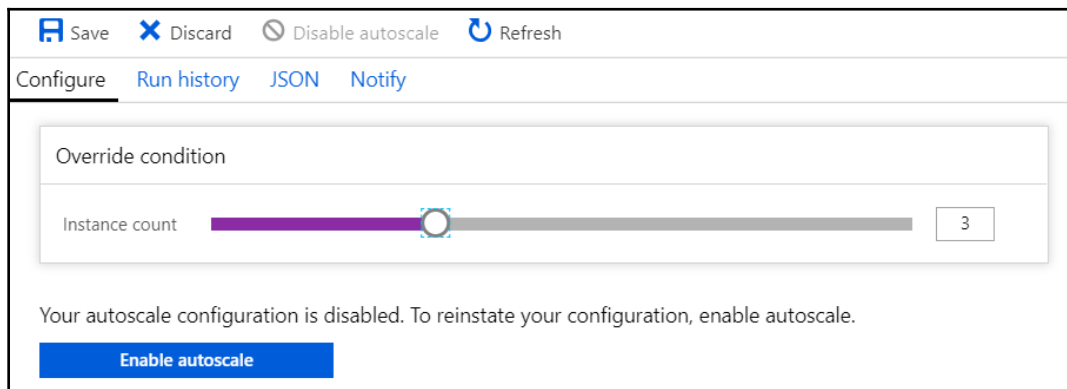 Save Discard Disable autoscale Refresh
Configure Run history JSON Notify
Override condition
Instance count 3
Your autoscale configuration is disabled. To reinstate your configuration, enable autoscale.
Enable autoscale